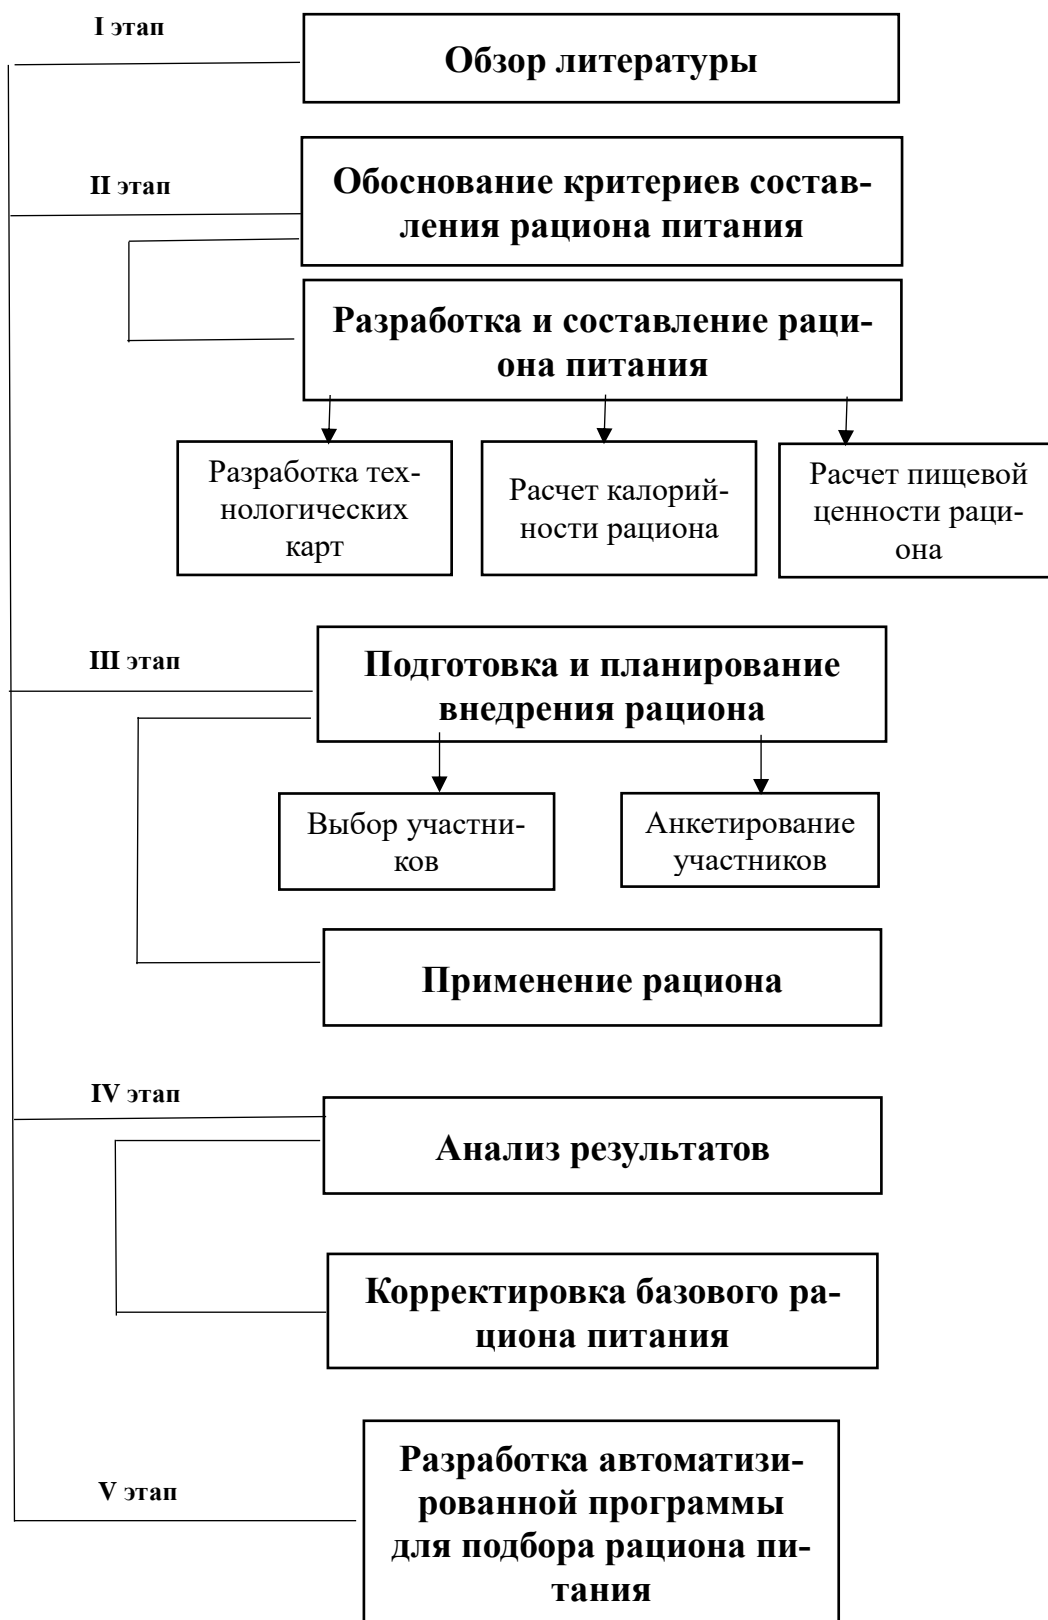 I этап
Обзор литературы
II этап
Обоснование критериев состав-
ления рациона питания
Разработка и составление раци-
она питания
Разработка тех-
нологических
карт
Расчет калорий-
ности рациона
Расчет пищевой
ценности раци-
она
III этап
Подготовка и планирование
внедрения рациона
Выбор участни-
ков
Анкетирование
участников
Применение рациона
IV этап
Анализ результатов
Корректировка базового ра-
циона питания
V этап
Разработка автоматизи-
рованной программы
для подбора рациона пи-
тания